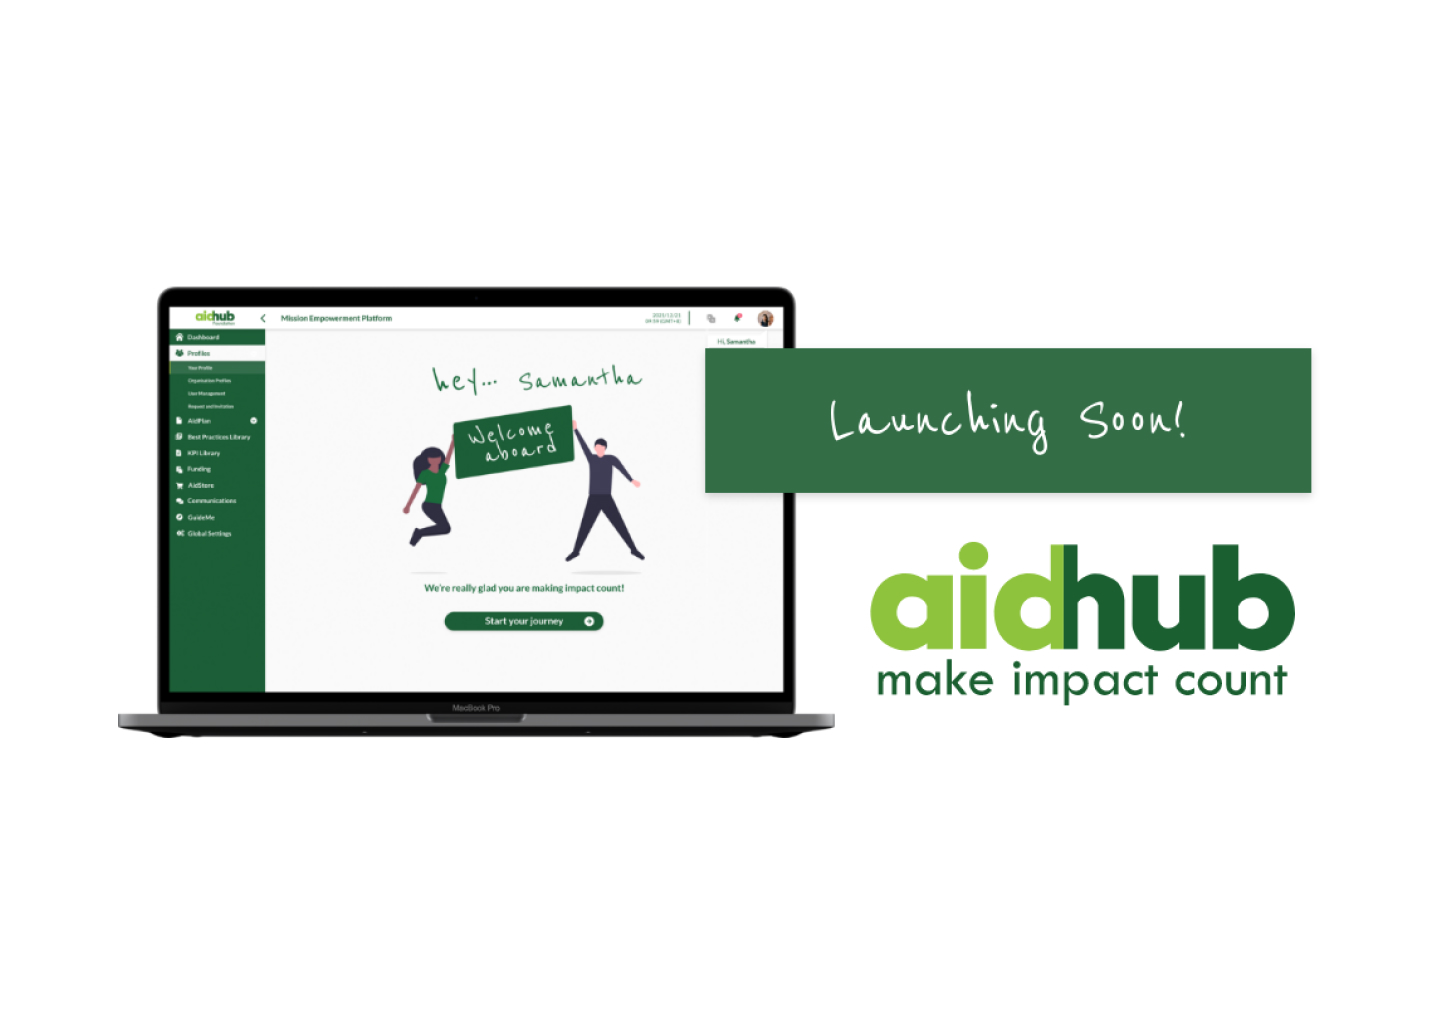 aidhub
Foundation
Mission Empowerment Platform
Hi, Samantha
Dashboard
Profiles
Your Profile
Organisation Profiles
User Management
Request and Invitation
AidPlan
Best Practices Library
KPI Library
Funding
AidStore
Communications
GuideMe
Global Settings
hey... Samantha
Welcome
aboard
We're really glad you are making impact count!
Start your journey
MacBook Pro
Launching Soon!
aidhub
make impact count